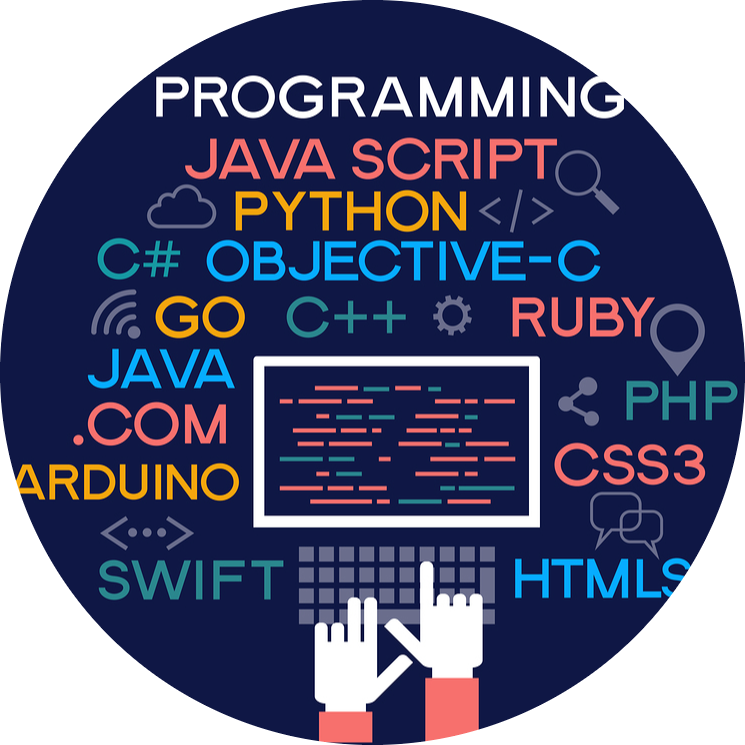 PROGRAMMING
JAVA SCRIPT
PYTHON </>
C# OBJECTIVE-C
GO C++ RUBY
JAVA
PHP
.COM
CSS3
ARDUINO
<•••>
SWIFT
HTMLS